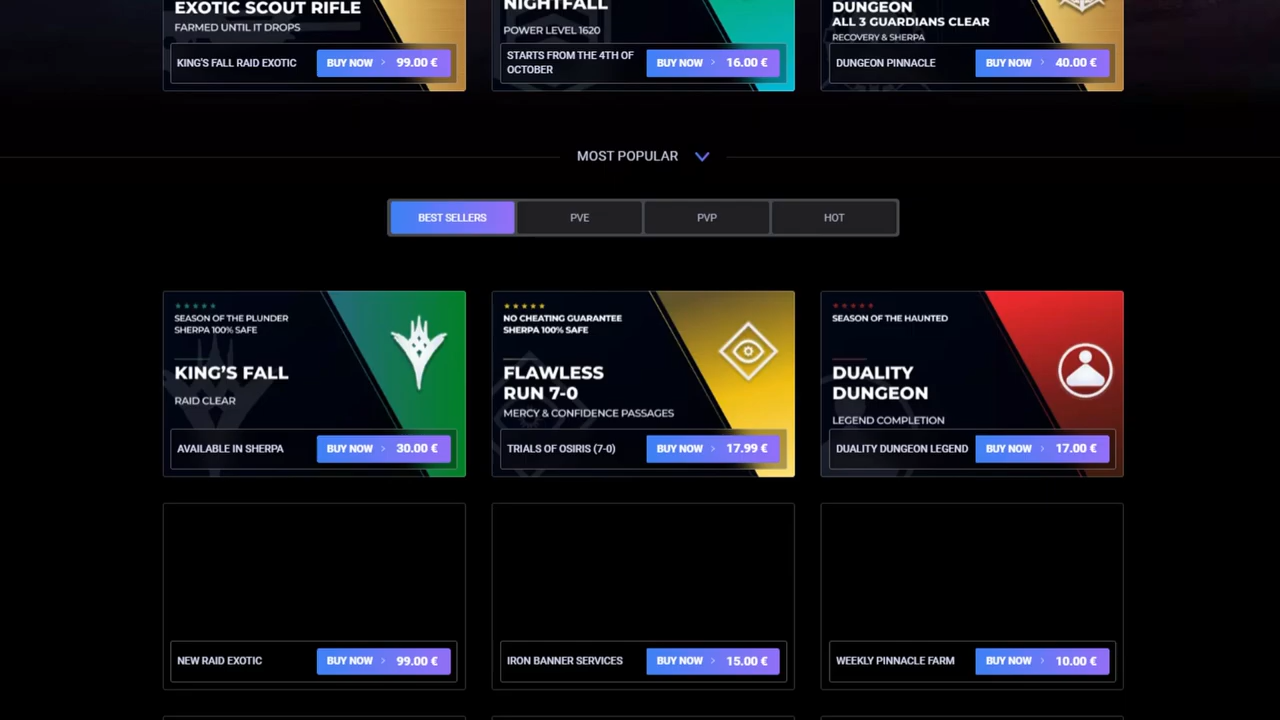 EXOTIC SCOUT RIFLE
FARMED UNTIL IT DROPS
KING'S FALL RAID EXOTIC
BUY NOW 99.00 €
NIGHTFALL
POWER LEVEL 1620
STARTS FROM THE 4TH OF
OCTOBER
BUY NOW 16.00 €
DUNGEON
ALL 3 GUARDIANS CLEAR
RECOVERY & SHERPA
DUNGEON PINNACLE
BUY NOW 40.00 €
MOST POPULAR
BEST SELLERS
PVE
PVP
HOT
SEASON OF THE PLUNDER
SHERPA 100% SAFE
KING'S FALL
RAID CLEAR
AVAILABLE IN SHERPA
BUY NOW 30.00 €
NO CHEATING GUARANTEE
SHERPA 100% SAFE
FLAWLESS
RUN 7-0
MERCY & CONFIDENCE PASSAGES
TRIALS OF OSIRIS (7-0)
BUY NOW 17.99 €
SEASON OF THE HAUNTED
DUALITY
DUNGEON
LEGEND COMPLETION
DUALITY DUNGEON LEGEND
BUY NOW 17.00 €
NEW RAID EXOTIC
BUY NOW 99.00 €
IRON BANNER SERVICES
BUY NOW 15.00 €
WEEKLY PINNACLE FARM
BUY NOW 10.00 €